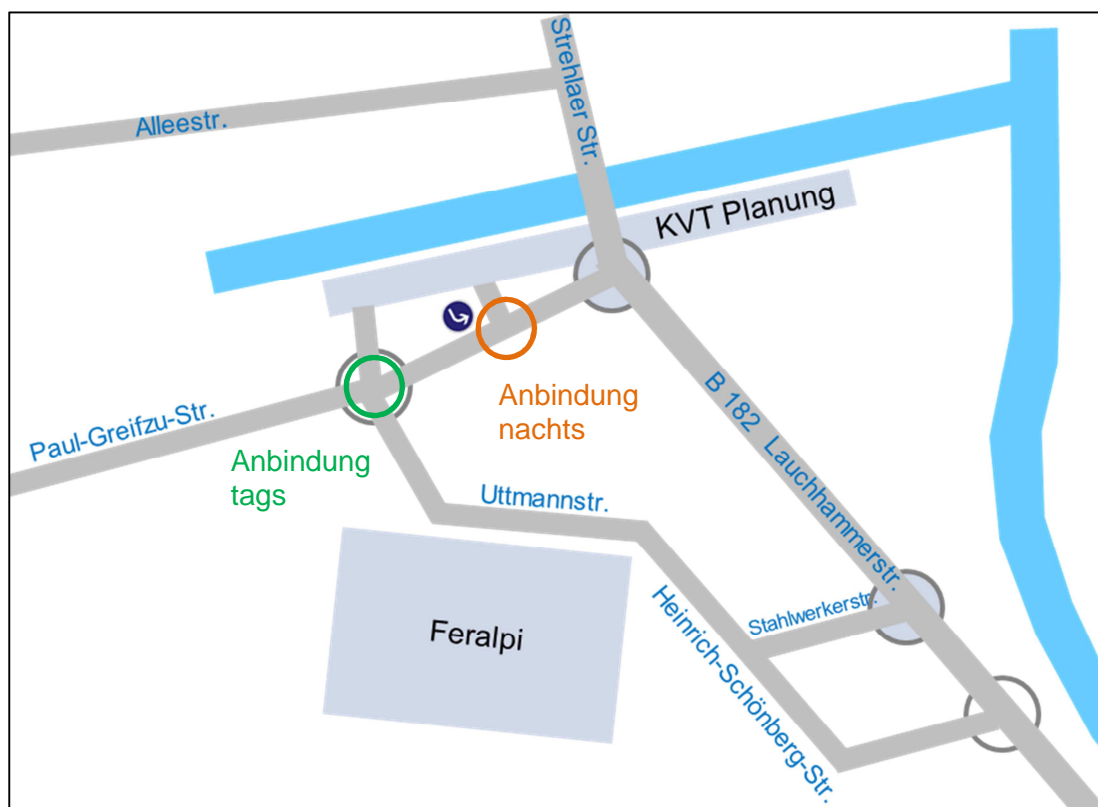 Strehlaer Str.
Alleestr.
KVT Planung
Anbindung
nachts
Paul-Greifzu-Str.
Anbindung
tags
B 182 Lauchhammerstr.
Uttmannstr.
Stahlwerkerstr.
Heinrich-Schönberg-Str.
Feralpi